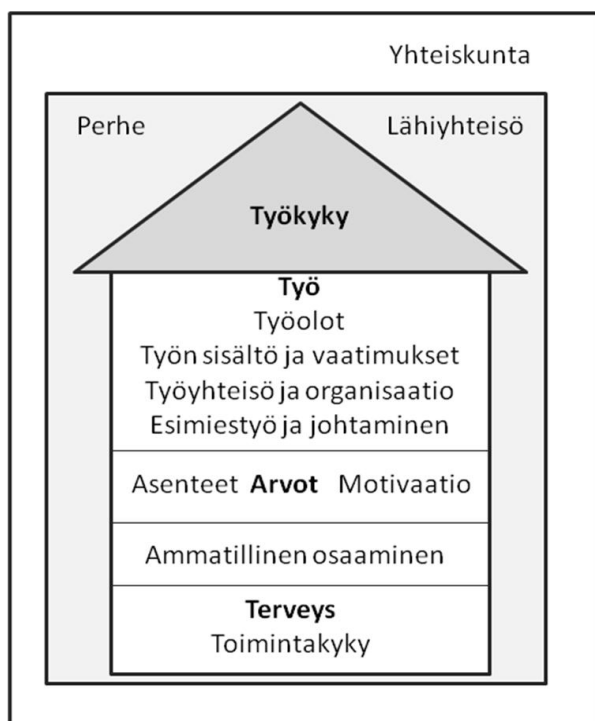 Yhteiskunta
Perhe Lähiyhteisö
Työkyky
Työ
Työolot
Työn sisältö ja vaatimukset
Työyhteisö ja organisaatio
Esimiestyö ja johtaminen
Asenteet Arvot Motivaatio
Ammatillinen osaaminen
Terveys
Toimintakyky